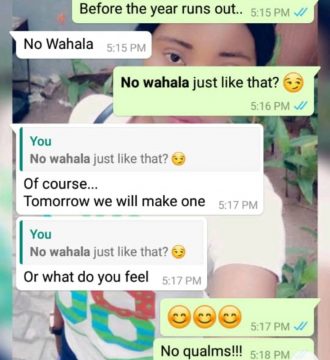 Before the year runs out.. 5:15 PM
No Wahala 5:15 PM
No wahala just like that? 😏
5:16 PM
You
No wahala just like that? 😏
Of course...
Tomorrow we will make one 5:17 PM
You
No wahala just like that? 😏
Or what do you feel 5:17 PM
😊😊😊
5:17 PM
No qualms!!! 5:18 PM